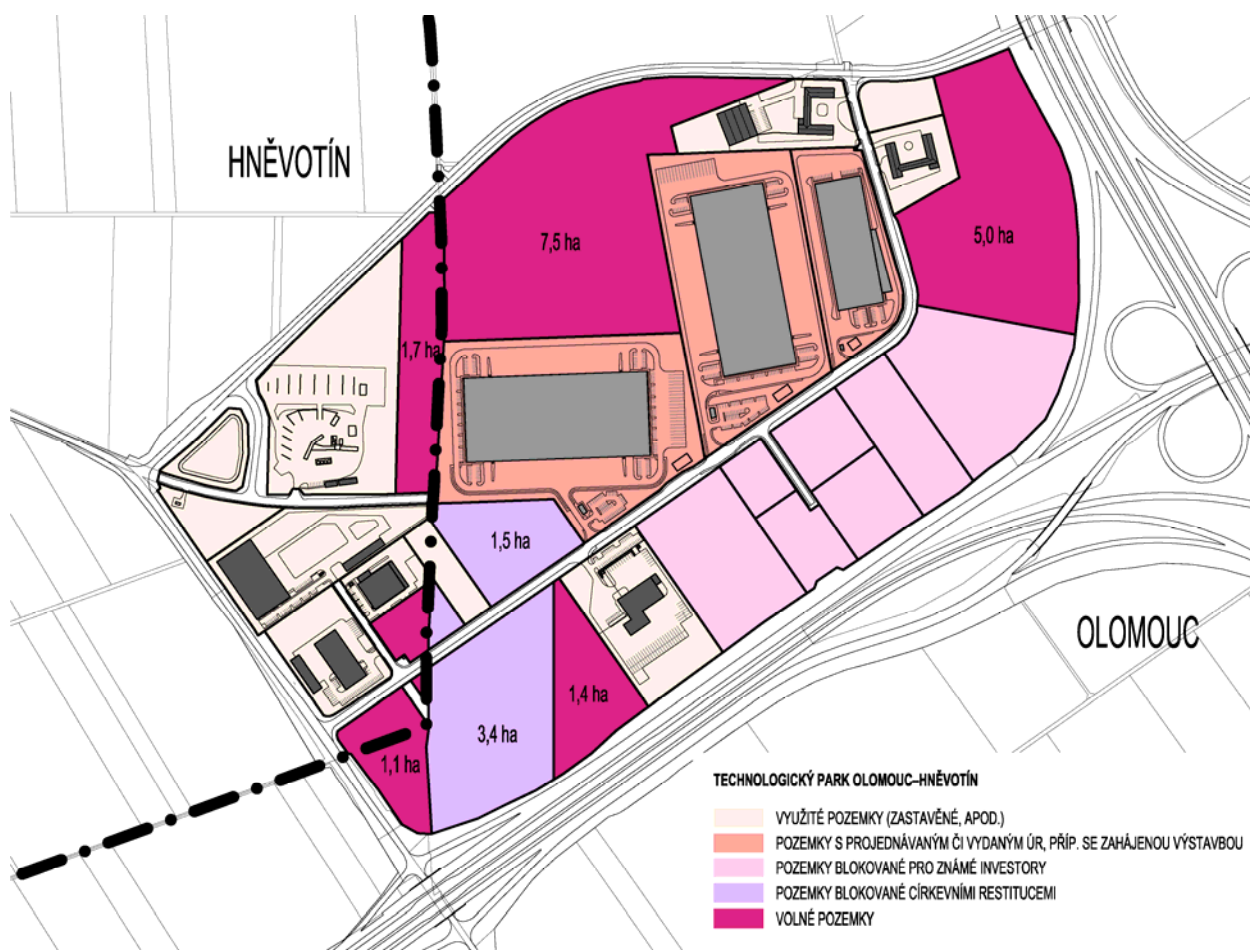 HNĚVOTÍN
7,5 ha
5,0 ha
1,7 ha
1,5 ha
OLOMOUC
1,4 ha
3,4 ha
1,1 ha
TECHNOLOGICKÝ PARK OLOMOUC–HNĚVOTÍN
VYUŽITÉ POZEMKY (ZASTAVĚNÉ, APOD.)
POZEMKY S PROJEDNÁVANÝM ČI VYDANÝM ÚR, PŘÍP. SE ZAHÁJENOU VÝSTAVBOU
POZEMKY BLOKOVANÉ PRO ZNÁMÉ INVESTORY
POZEMKY BLOKOVANÉ CÍRKEVNÍMI RESTITUCEMI
VOLNÉ POZEMKY